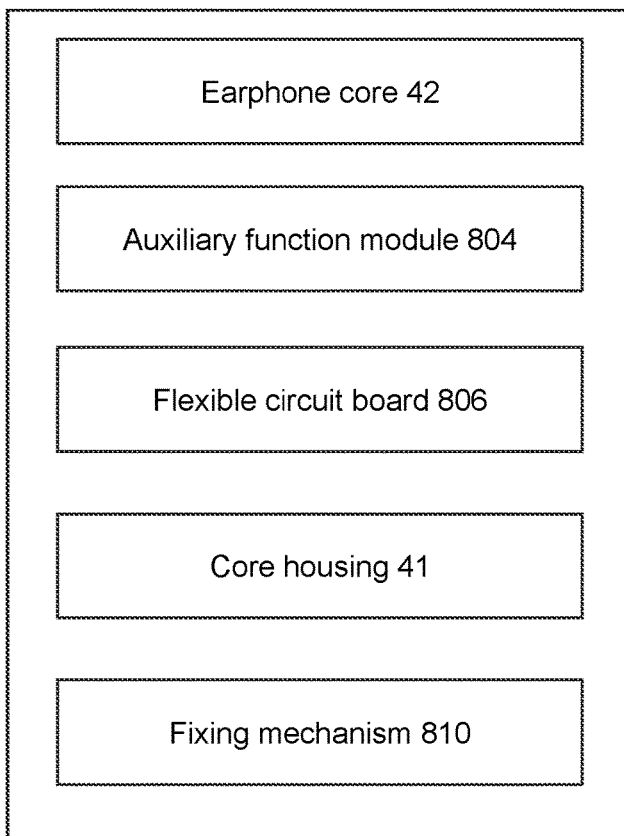 Earphone core 42
Auxiliary function module 804
Flexible circuit board 806
Core housing 41
Fixing mechanism 810